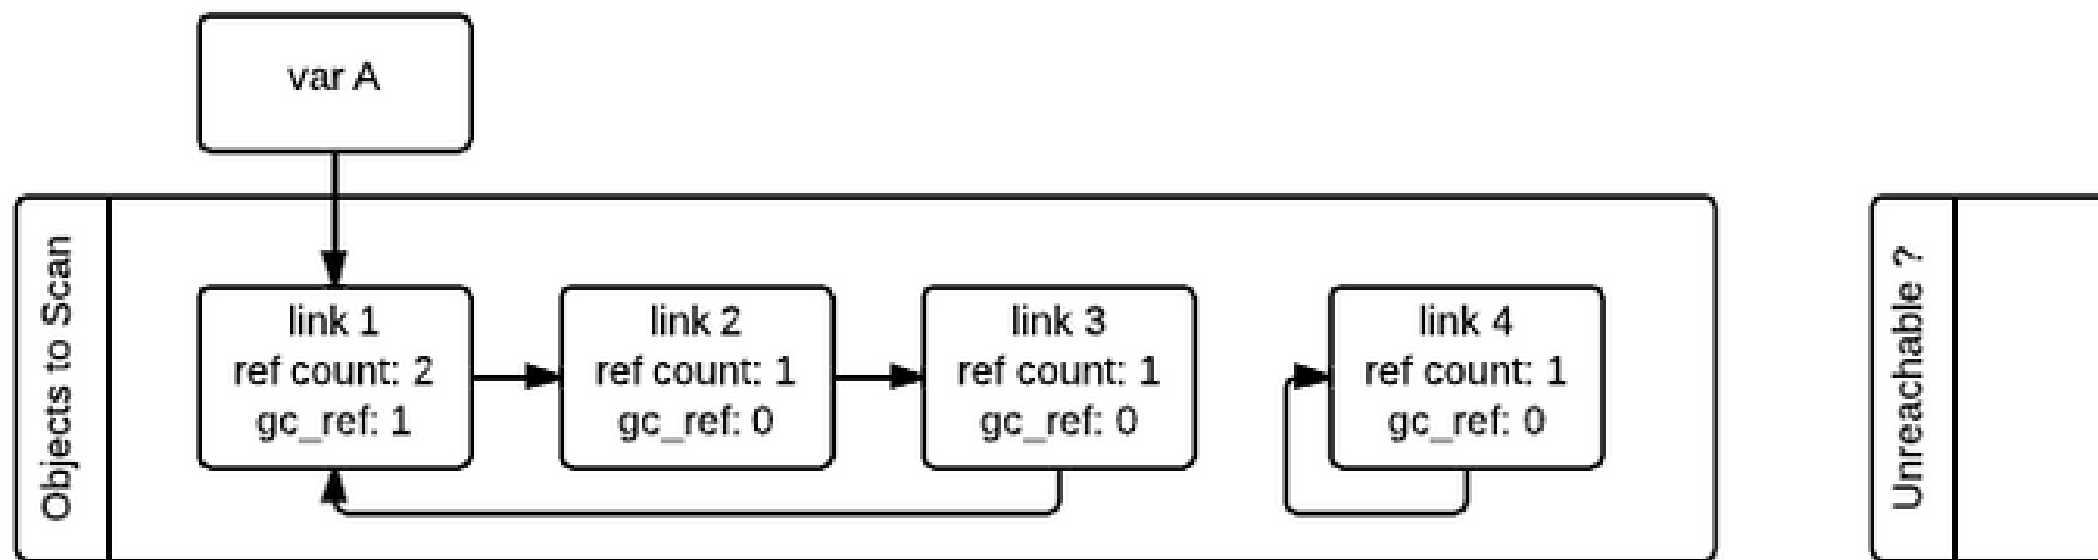 var A
Objects to Scan
link 1
ref count: 2
gc_ref: 1
link 2
ref count: 1
gc_ref: 0
link 3
ref count: 1
gc_ref: 0
link 4
ref count: 1
gc_ref: 0
Unreachable ?